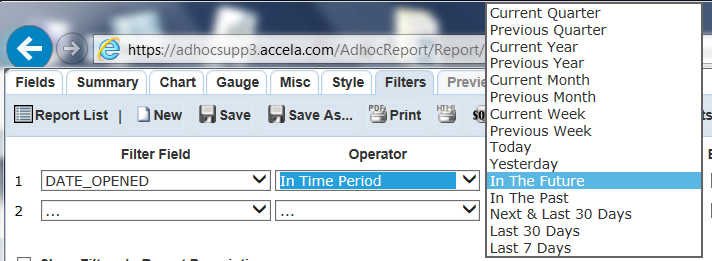 Current Quarter
Previous Quarter
Current Year
Previous Year
Current Month
Previous Month
Current Week
Previous Week
Today
Yesterday
In The Future
In The Past
Next & Last 30 Days
Last 30 Days
Last 7 Days
https://adhocsupp3.accela.com/AdhocReport/Report/
Fields Summary Chart Gauge Misc Style Filters Previe
Report List | New Save Save As... PDF Print HTML
Filter Field Operator
1 DATE_OPENED In Time Period
2 ... ...